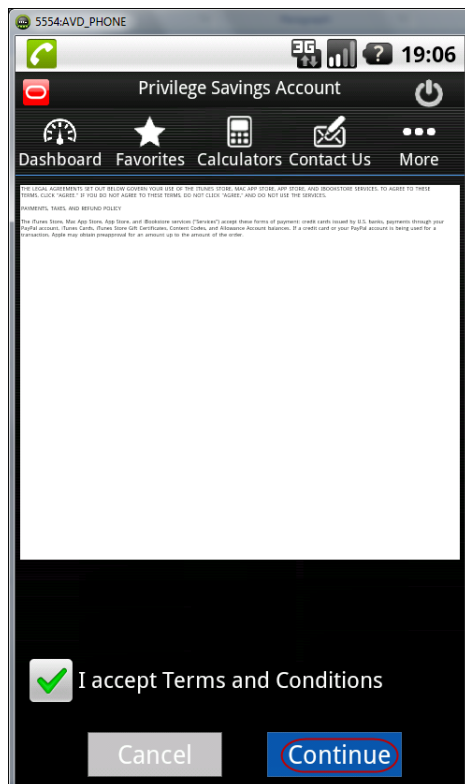 5554:AVD_PHONE
3G
?
19:06
Privilege Savings Account
Dashboard Favorites Calculators Contact Us More
THE LEGAL AGREEMENTS SET OUT BELOW GOVERN YOUR USE OF THE ITUNES STORE, MAC APP STORE, APP STORE, AND IBOOKSTORE SERVICES. TO AGREE TO THESE
TERMS, CLICK "AGREE." IF YOU DO NOT AGREE TO THESE TERMS, DO NOT CLICK "AGREE," AND DO NOT USE THE SERVICES.
PAYMENTS, TAXES, AND REFUND POLICY
The iTunes Store, Mac App Store, App Store, and iBookstore services ("Services") accept these forms of payment: credit cards issued by U.S. banks, payments through your
PayPal account, iTunes Cards, iTunes Store Gift Certificates, Content Codes, and Allowance Account balances. If a credit card or your PayPal account is being used for a
transaction, Apple may obtain preapproval for an amount up to the amount of the order.
I accept Terms and Conditions
Cancel Continue